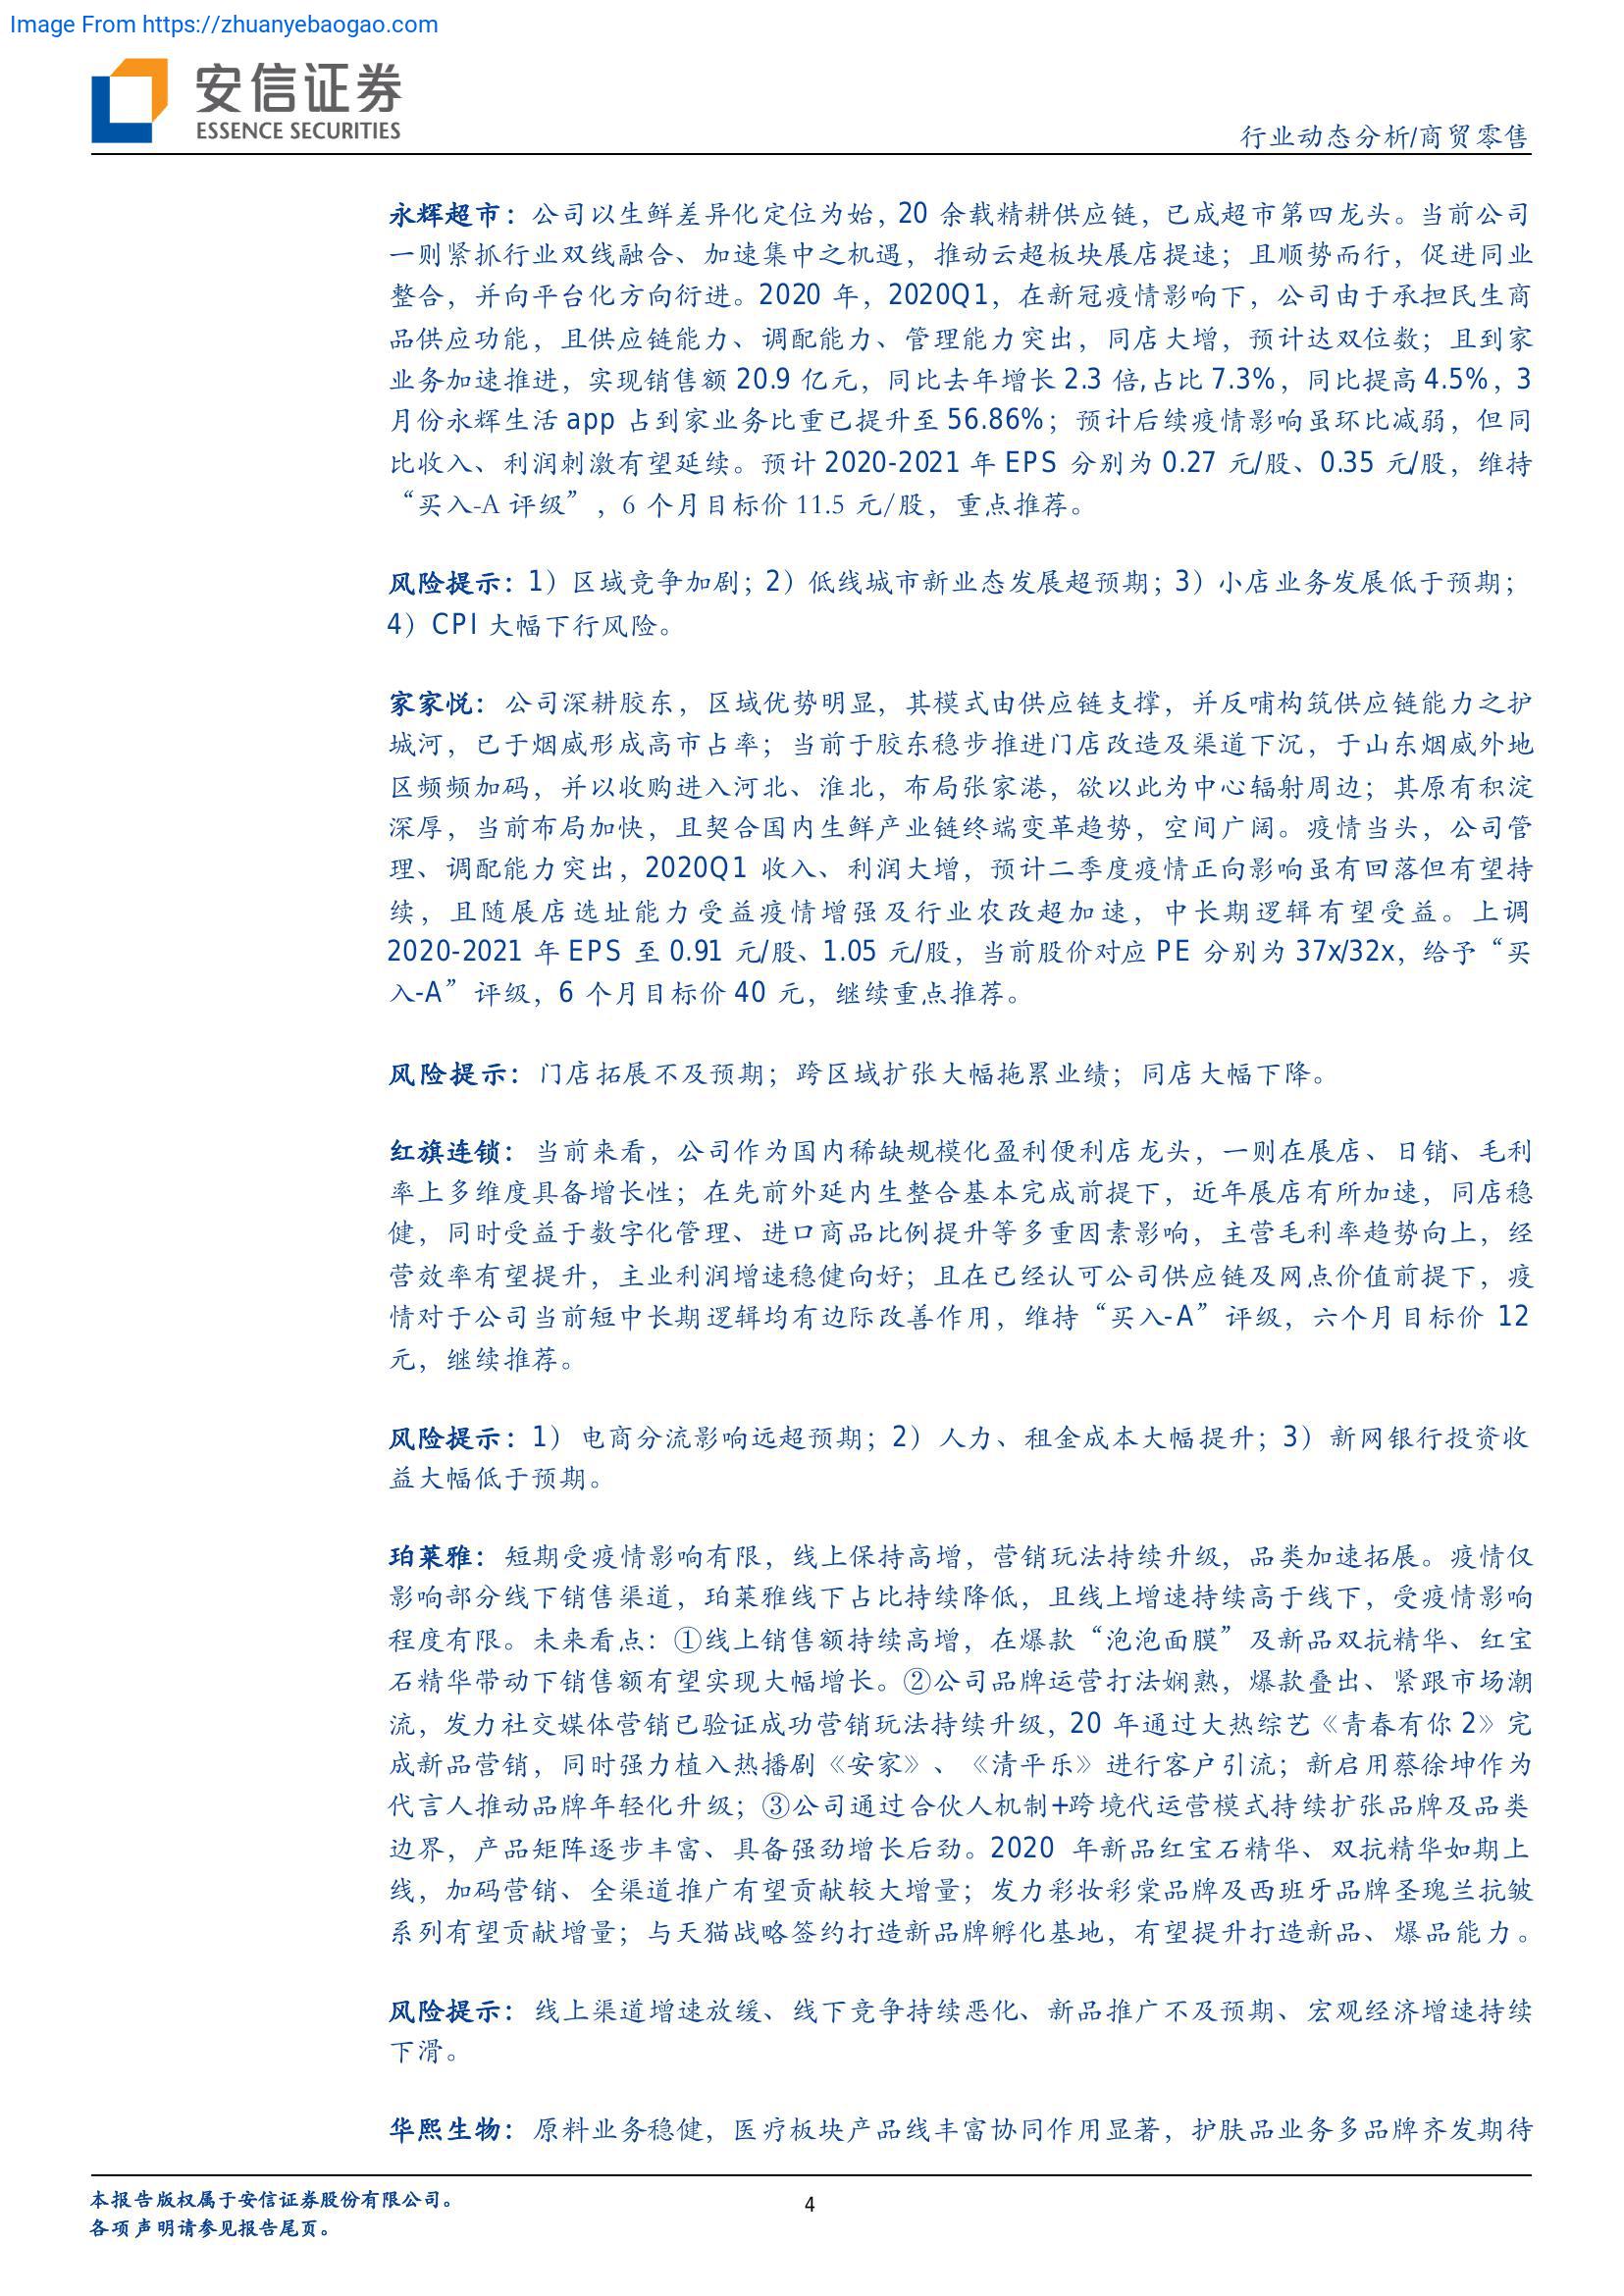 Image From https://zhuanyebaogao.com
安信证券
ESSENCE SECURITIES
行业动态分析/商贸零售
永辉超市：公司以生鲜差异化定位为始，20 余载精耕供应链，已成超市第四龙头。当前公司
一则紧抓行业双线融合、加速集中之机遇，推动云超板块展店提速；且顺势而行，促进同业
整合，并向平台化方向衍进。2020 年，2020Q1，在新冠疫情影响下，公司由于承担民生商
品供应功能，且供应链能力、调配能力、管理能力突出，同店大增，预计达双位数；且到家
业务加速推进，实现销售额 20.9 亿元，同比去年增长 2.3 倍,占比 7.3%，同比提高 4.5%，3
月份永辉生活 app 占到家业务比重已提升至 56.86%；预计后续疫情影响虽环比减弱，但同
比收入、利润刺激有望延续。预计 2020-2021 年 EPS 分别为 0.27 元/股、0.35 元/股，维持
“买入-A 评级”，6 个月目标价 11.5 元/股，重点推荐。
风险提示：1）区域竞争加剧；2）低线城市新业态发展超预期；3）小店业务发展低于预期；
4）CPI 大幅下行风险。
家家悦：公司深耕胶东，区域优势明显，其模式由供应链支撑，并反哺构筑供应链能力之护
城河，已于烟威形成高市占率；当前于胶东稳步推进门店改造及渠道下沉，于山东烟威外地
区频频加码，并以收购进入河北、淮北，布局张家港，欲以此为中心辐射周边；其原有积淀
深厚，当前布局加快，且契合国内生鲜产业链终端变革趋势，空间广阔。疫情当头，公司管
理、调配能力突出，2020Q1 收入、利润大增，预计二季度疫情正向影响虽有回落但有望持
续，且随展店选址能力受益疫情增强及行业农改超加速，中长期逻辑有望受益。上调
2020-2021 年 EPS 至 0.91 元/股、1.05 元/股，当前股价对应 PE 分别为 37x/32x，给予“买
入-A”评级，6 个月目标价 40 元，继续重点推荐。
风险提示：门店拓展不及预期；跨区域扩张大幅拖累业绩；同店大幅下降。
红旗连锁：当前来看，公司作为国内稀缺规模化盈利便利店龙头，一则在展店、日销、毛利
率上多维度具备增长性；在先前外延内生整合基本完成前提下，近年展店有所加速，同店稳
健，同时受益于数字化管理、进口商品比例提升等多重因素影响，主营毛利率趋势向上，经
营效率有望提升，主业利润增速稳健向好；且在已经认可公司供应链及网点价值前提下，疫
情对于公司当前短中长期逻辑均有边际改善作用，维持“买入-A”评级，六个月目标价 12
元，继续推荐。
风险提示：1）电商分流影响远超预期；2）人力、租金成本大幅提升；3）新网银行投资收
益大幅低于预期。
珀莱雅：短期受疫情影响有限，线上保持高增，营销玩法持续升级，品类加速拓展。疫情仅
影响部分线下销售渠道，珀莱雅线下占比持续降低，且线上增速持续高于线下，受疫情影响
程度有限。未来看点：①线上销售额持续高增，在爆款“泡泡面膜”及新品双抗精华、红宝
石精华带动下销售额有望实现大幅增长。②公司品牌运营打法娴熟，爆款叠出、紧跟市场潮
流，发力社交媒体营销已验证成功营销玩法持续升级，20 年通过大热综艺《青春有你 2》完
成新品营销，同时强力植入热播剧《安家》、《清平乐》进行客户引流；新启用蔡徐坤作为
代言人推动品牌年轻化升级；③公司通过合伙人机制+跨境代运营模式持续扩张品牌及品类
边界，产品矩阵逐步丰富、具备强劲增长后劲。2020 年新品红宝石精华、双抗精华如期上
线，加码营销、全渠道推广有望贡献较大增量；发力彩妆彩棠品牌及西班牙品牌圣瑰兰抗皱
系列有望贡献增量；与天猫战略签约打造新品牌孵化基地，有望提升打造新品、爆品能力。
风险提示：线上渠道增速放缓、线下竞争持续恶化、新品推广不及预期、宏观经济增速持续
下滑。
华熙生物：原料业务稳健，医疗板块产品线丰富协同作用显著，护肤品业务多品牌齐发期待
本报告版权属于安信证券股份有限公司。
4
各项声明请参见报告尾页。